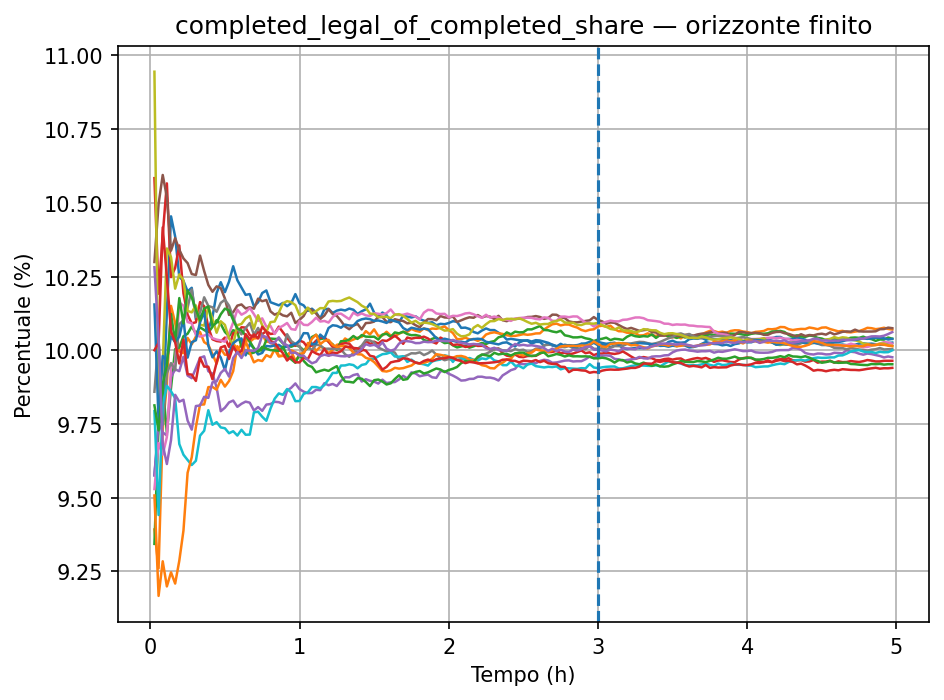 completed_legal_of_completed_share — orizzonte finito
11.00
10.75
10.50
10.25
10.00
9.75
9.50
9.25
Percentuale (%)
0 1 2 3 4 5
Tempo (h)